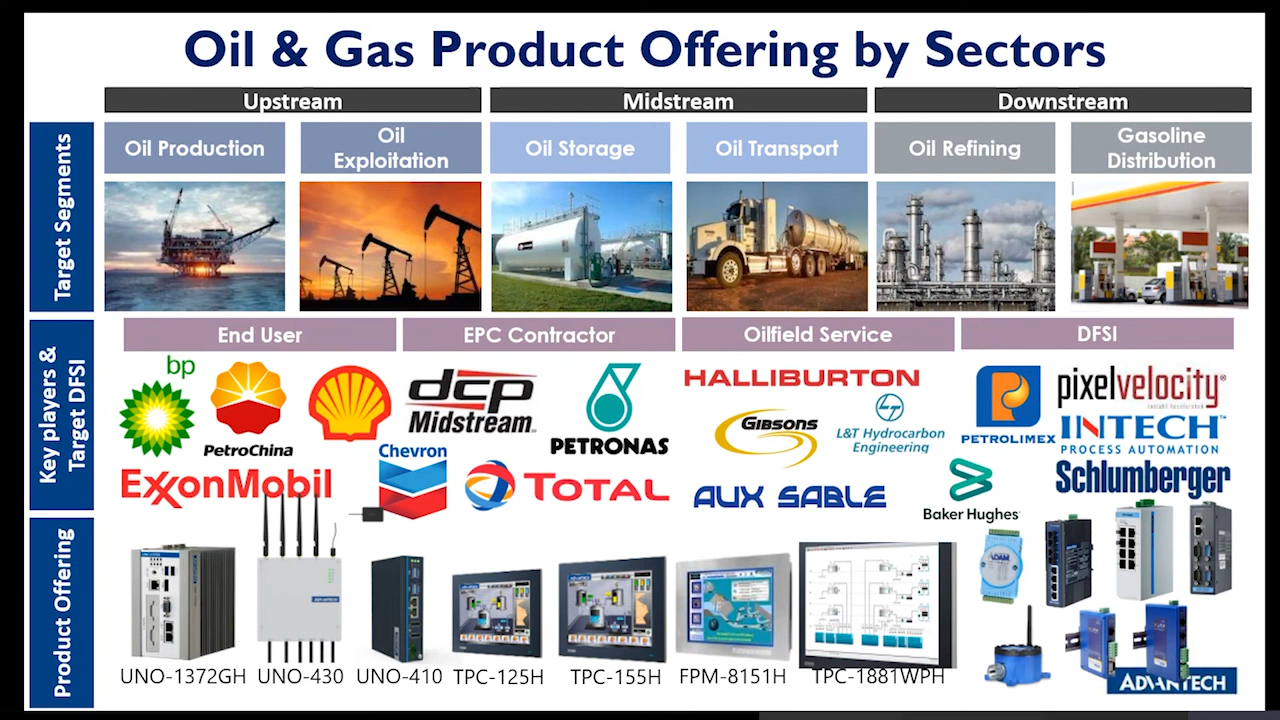 Oil & Gas Product Offering by Sectors
Upstream
Midstream
Downstream
Target Segments
Oil Production
Oil
Exploitation
Oil Storage
Oil Transport
Oil Refining
Gasoline
Distribution
Key players &
Target DFSI
End User
EPC Contractor
Oilfield Service
DFSI
bp
PetroChina
ExxonMobil
Chevron
dcp
Midstream
PETRONAS
TOTAL
HALLIBURTON
GIBSONS
L&T Hydrocarbon
Engineering
AUX SABLE
Baker Hughes
PETROLIMEX
pixelvelocity®
INTECH™
PROCESS AUTOMATION
Schlumberger
Product Offering
ADVANTECH
ADAM
UNO-1372GH
UNO-430
UNO-410
TPC-125H
TPC-155H
FPM-8151H
TPC-1881WPH
ADVANTECH